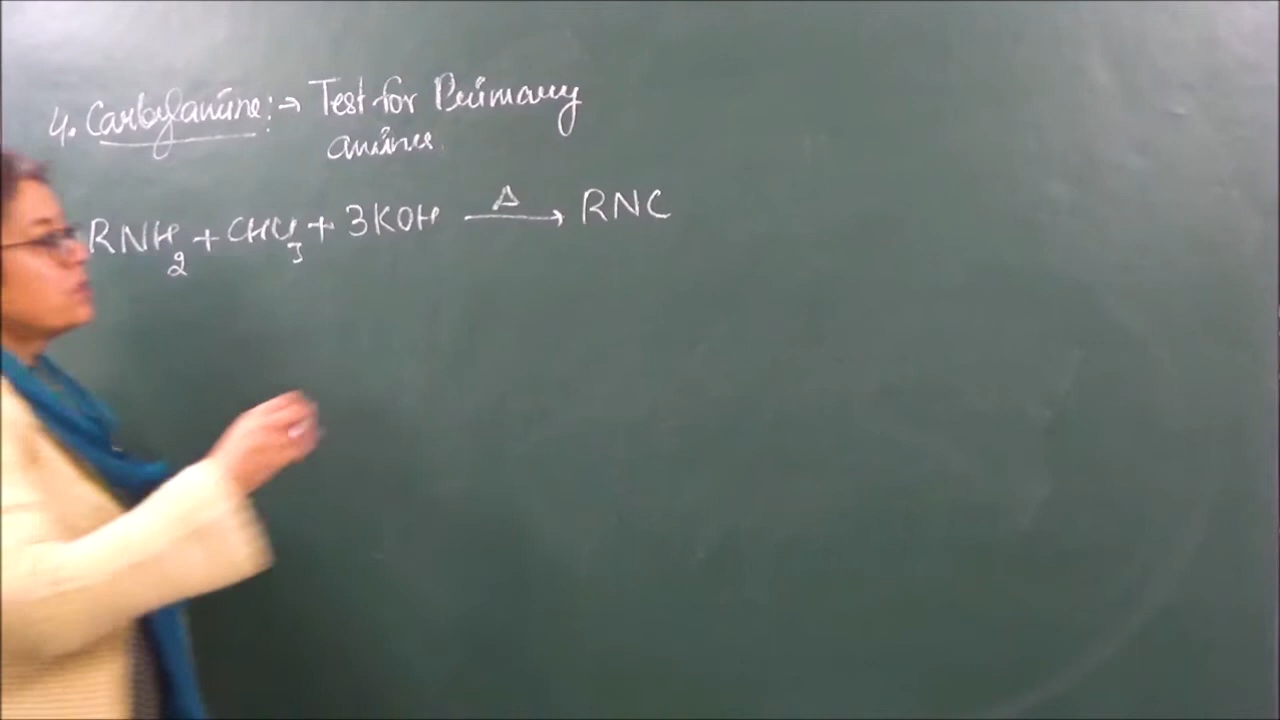 4. Carbylamine :→ Test for Primary
amines
Δ
RNH₂ + CHCl₃ + 3KOH → RNC